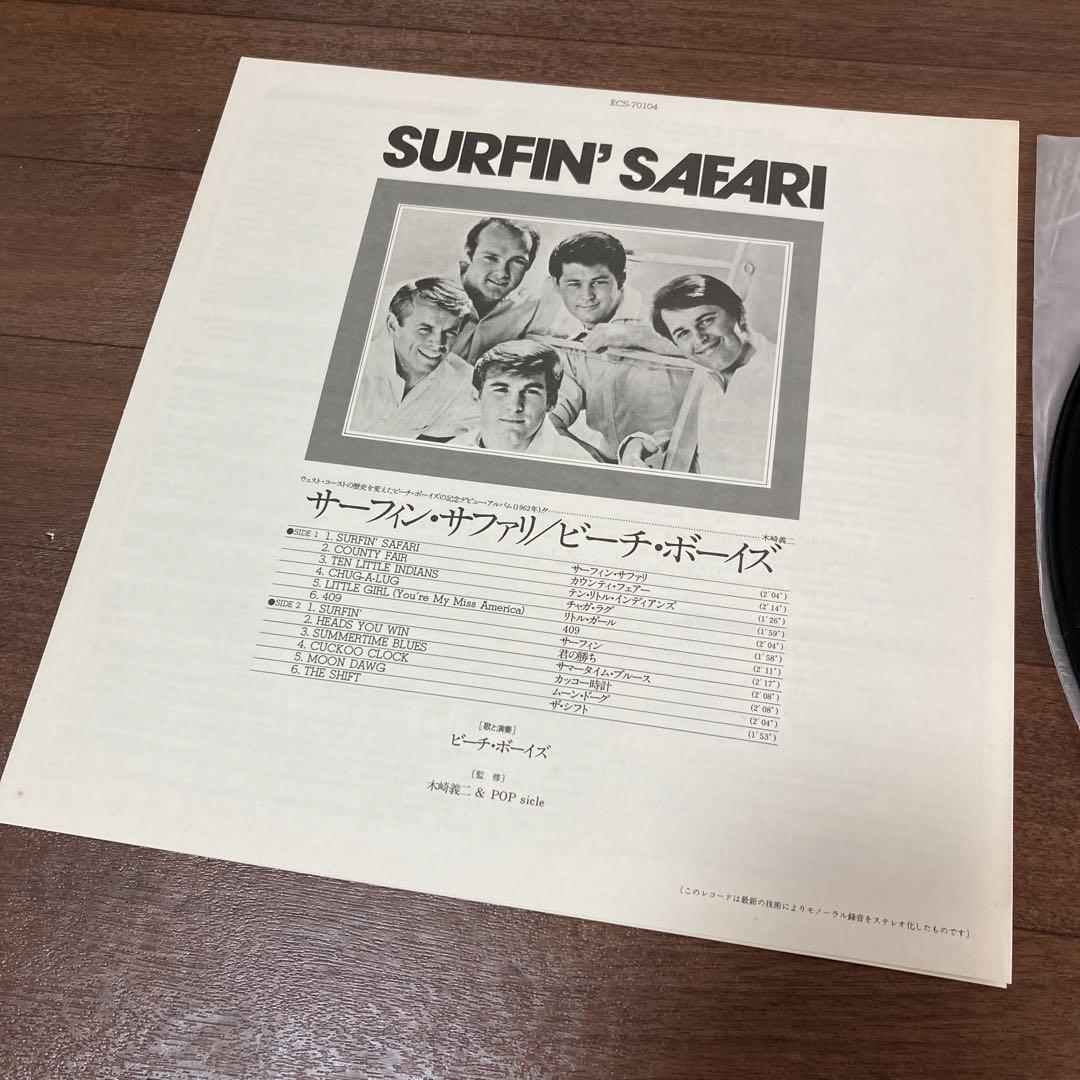 ECS-70104
SURFIN' SAFARI
ウェスト・コーストの歴史を変えたビーチ・ボーイズの記念デビュー・アルバム(1962年)!! 木崎義二
サーフィン・サファリ/ビーチ・ボーイズ
●SIDE 1 1. SURFIN' SAFARI サーフィン・サファリ (2'04")
2. COUNTY FAIR カウンティ・フェアー (2'14")
3. TEN LITTLE INDIANS テン・リトル・インディアンズ (1'26")
4. CHUG-A-LUG チャガ・ラグ (1'59")
5. LITTLE GIRL (You're My Miss America) リトル・ガール (2'04")
6. 409 409 (1'58")
●SIDE 2 1. SURFIN' サーフィン (2'11")
2. HEADS YOU WIN 君の勝ち (2'17")
3. SUMMERTIME BLUES サマータイム・ブルース (2'08")
4. CUCKOO CLOCK カッコー時計 (2'08")
5. MOON DAWG ムーン・ドーグ (2'04")
6. THE SHIFT ザ・シフト (1'53")
[歌と演奏]
ビーチ・ボーイズ
[監 修]
木崎義二 & POP sicle
[このレコードは最新の技術によりモノーラル録音をステレオ化したものです]